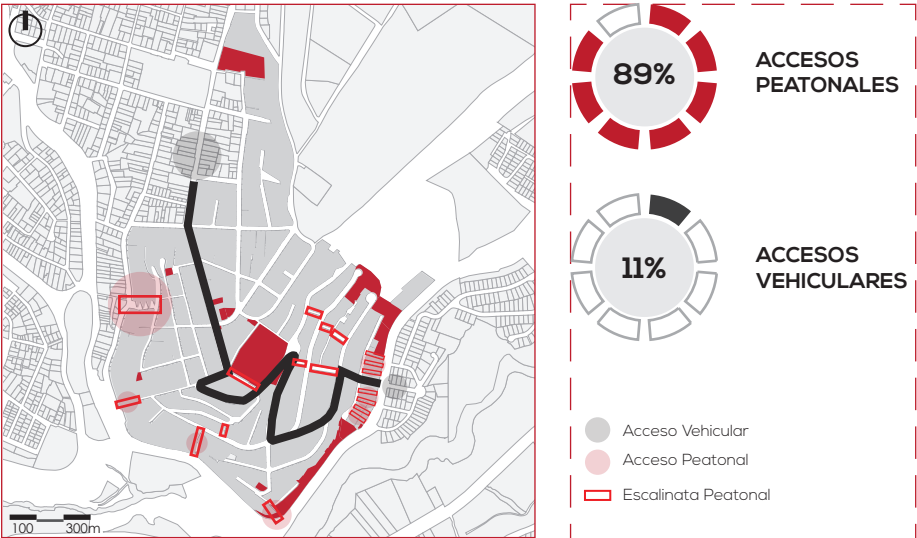 89%
ACCESOS
PEATONALES
11%
ACCESOS
VEHICULARES
Acceso Vehicular
Acceso Peatonal
Escalinata Peatonal
100 300m